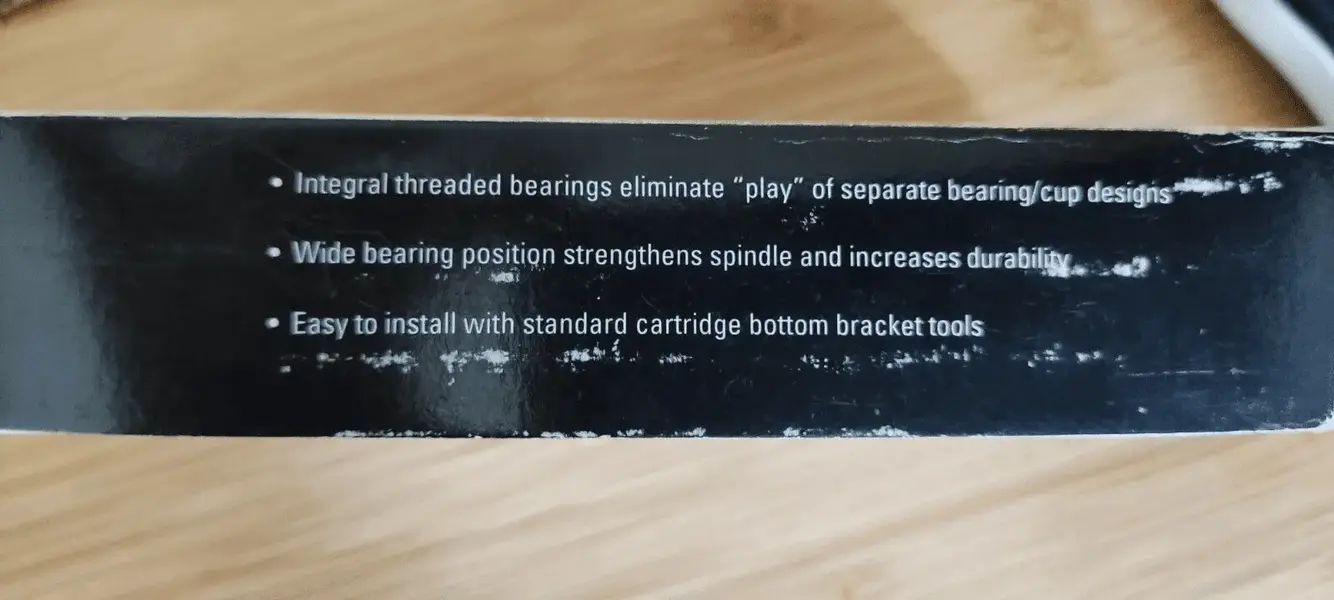 • Integral threaded bearings eliminate “play” of separate bearing/cup designs
• Wide bearing position strengthens spindle and increases durability
• Easy to install with standard cartridge bottom bracket tools